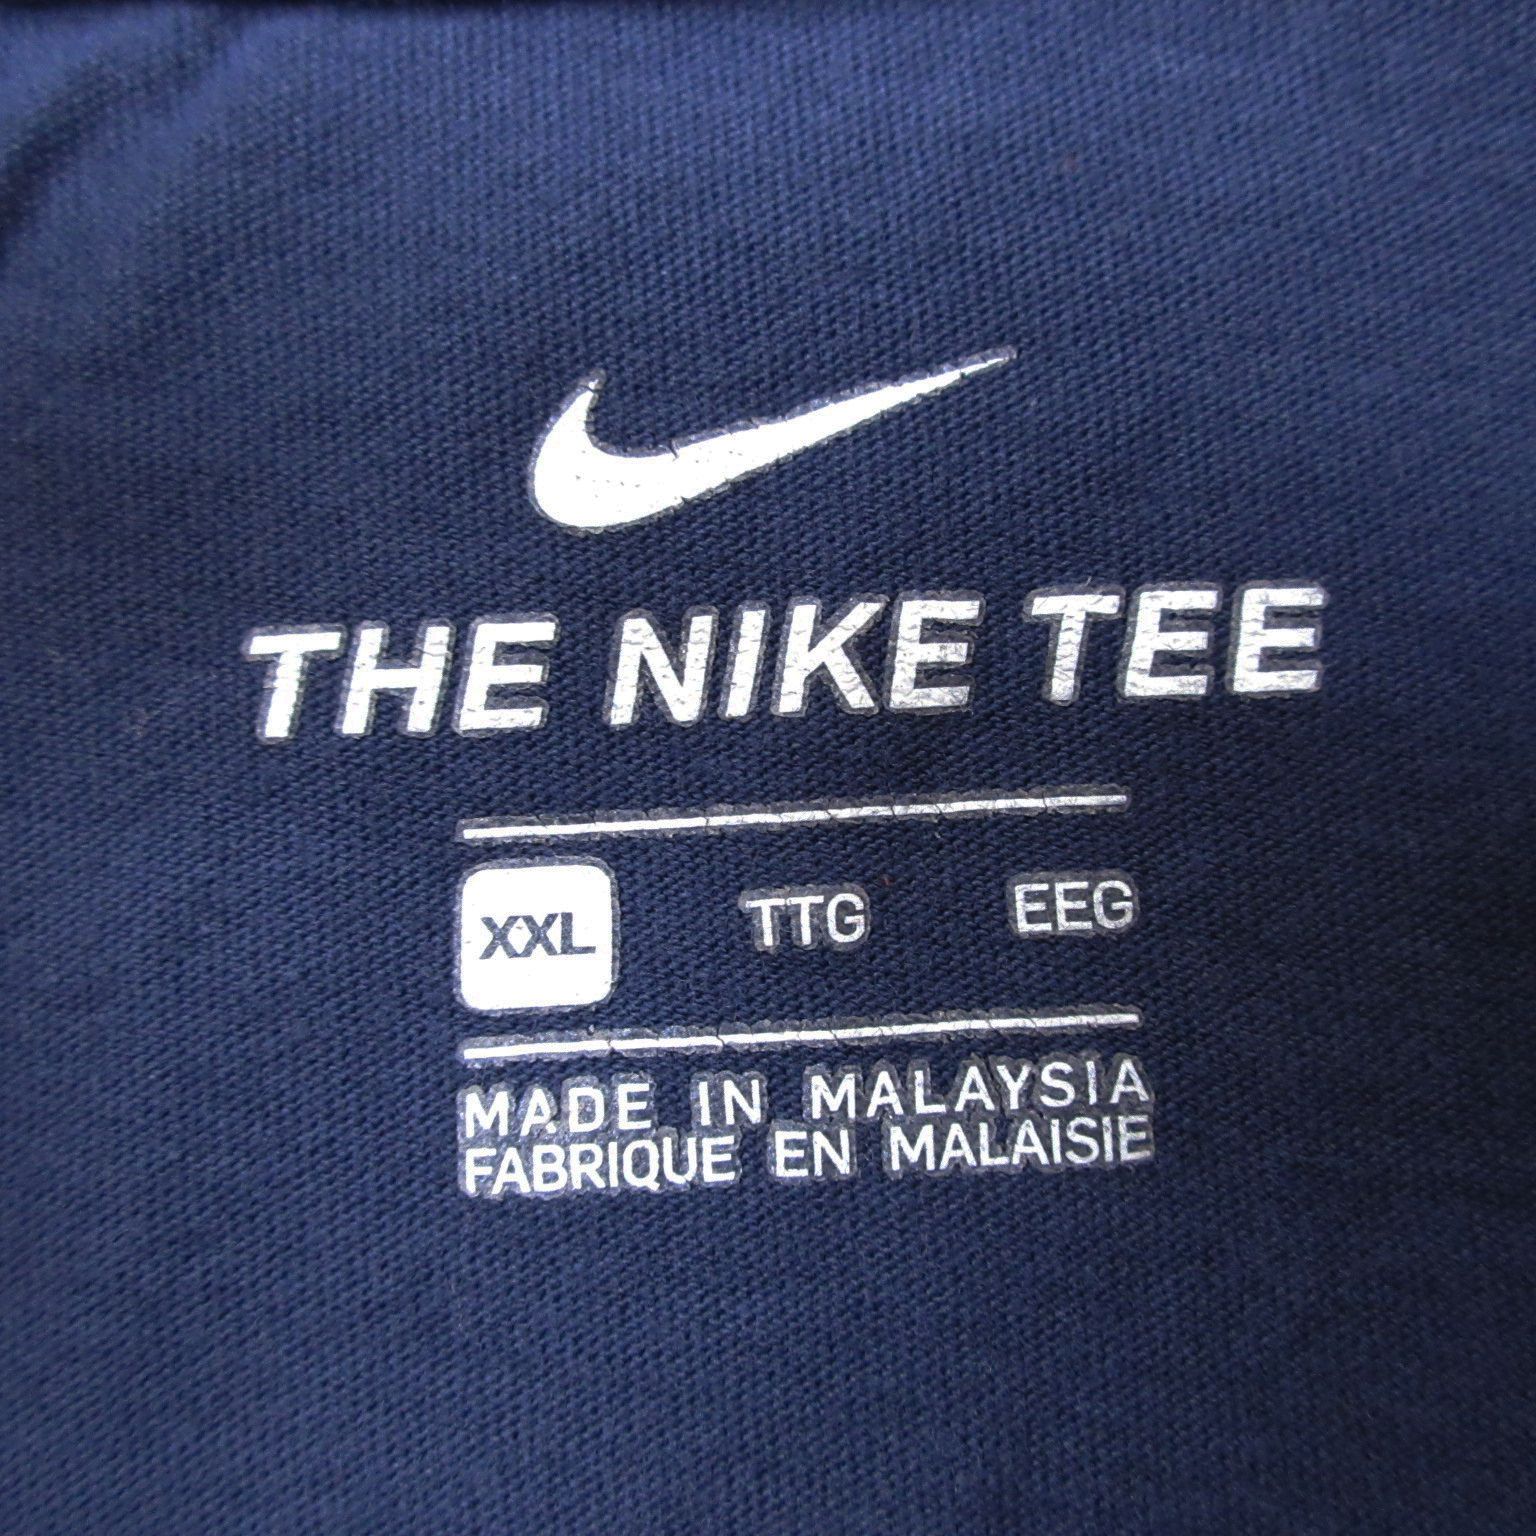 THE NIKE TEE
XXL TTG EEG
MADE IN MALAYSIA
FABRIQUE EN MALAISIE